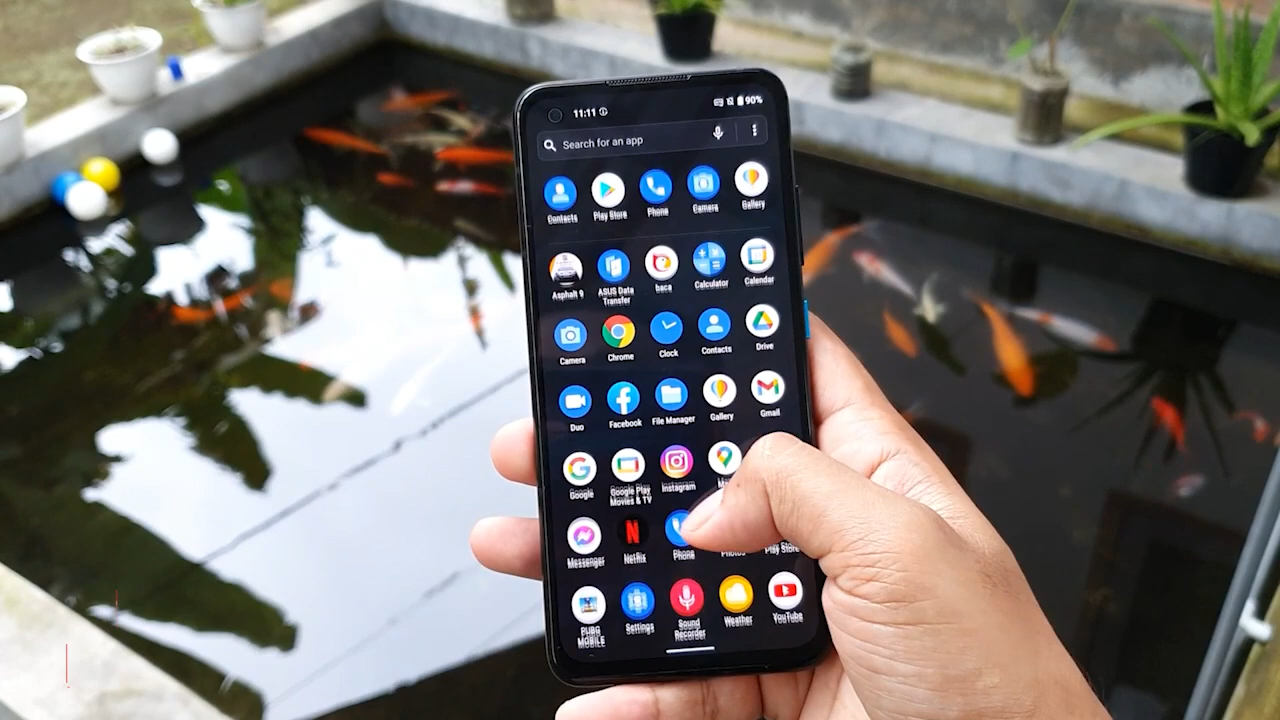 11:11
90%
Search for an app
Contacts
Play Store
Phone
Camera
Gallery
Asphalt 9
ASUS Data
Transfer
baca
Calculator
Calendar
Camera
Chrome
Clock
Contacts
Drive
Duo
Facebook
File Manager
Gallery
Gmail
Google
Google Play
Movies & TV
Instagram
Messenger
Netflix
Phone
Photos
Play Store
PUBG
MOBILE
Settings
Sound
Recorder
Weather
YouTube